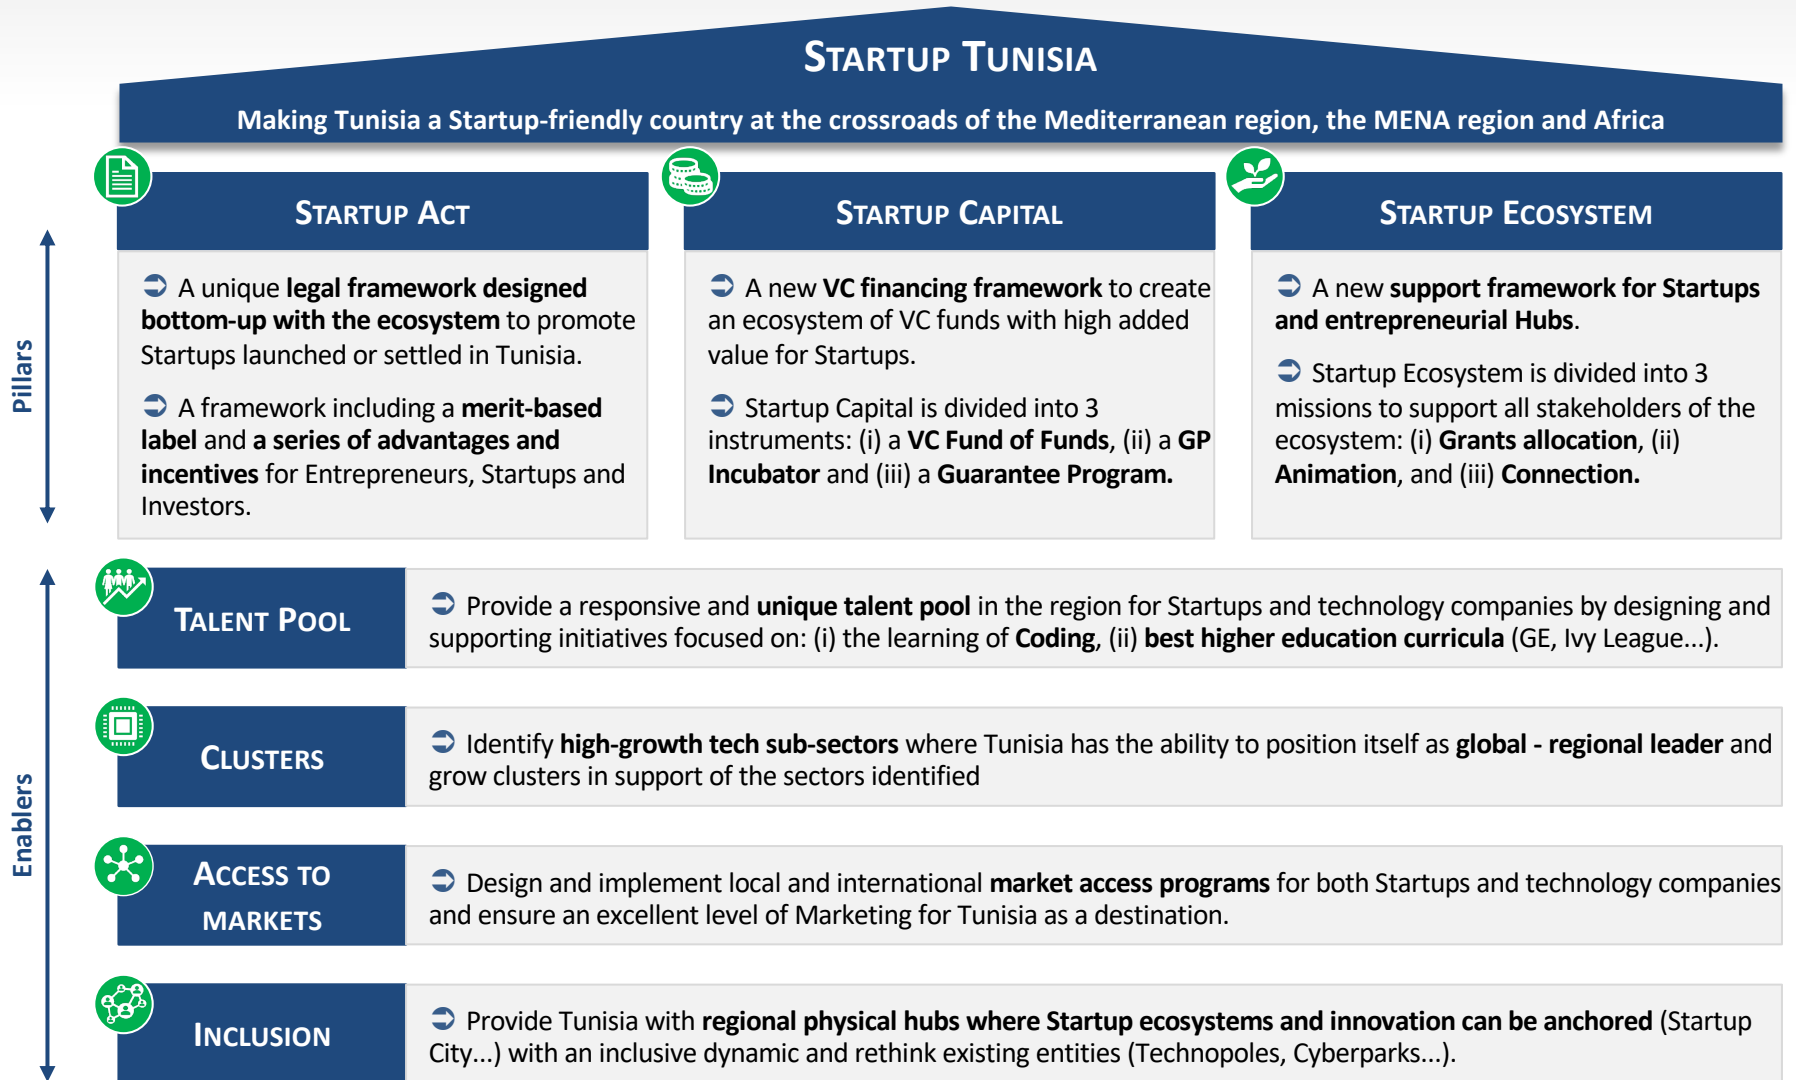 STARTUP TUNISIA
Making Tunisia a Startup-friendly country at the crossroads of the Mediterranean region, the MENA region and Africa
Pillars
STARTUP ACT
➲ A unique legal framework designed
bottom-up with the ecosystem to promote
Startups launched or settled in Tunisia.
➲ A framework including a merit-based
label and a series of advantages and
incentives for Entrepreneurs, Startups and
Investors.
STARTUP CAPITAL
➲ A new VC financing framework to create
an ecosystem of VC funds with high added
value for Startups.
➲ Startup Capital is divided into 3
instruments: (i) a VC Fund of Funds, (ii) a GP
Incubator and (iii) a Guarantee Program.
STARTUP ECOSYSTEM
➲ A new support framework for Startups
and entrepreneurial Hubs.
➲ Startup Ecosystem is divided into 3
missions to support all stakeholders of the
ecosystem: (i) Grants allocation, (ii)
Animation, and (iii) Connection.
Enablers
TALENT POOL
➲ Provide a responsive and unique talent pool in the region for Startups and technology companies by designing and
supporting initiatives focused on: (i) the learning of Coding, (ii) best higher education curricula (GE, Ivy League...).
CLUSTERS
➲ Identify high-growth tech sub-sectors where Tunisia has the ability to position itself as global - regional leader and
grow clusters in support of the sectors identified
ACCESS TO
MARKETS
➲ Design and implement local and international market access programs for both Startups and technology companies
and ensure an excellent level of Marketing for Tunisia as a destination.
INCLUSION
➲ Provide Tunisia with regional physical hubs where Startup ecosystems and innovation can be anchored (Startup
City...) with an inclusive dynamic and rethink existing entities (Technopoles, Cyberparks...).